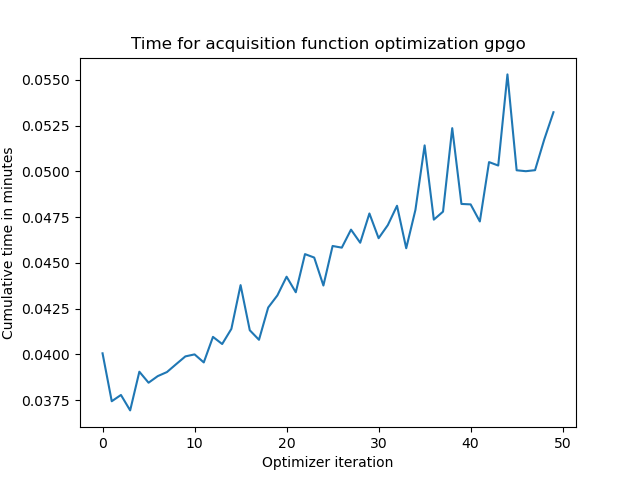 Time for acquisition function optimization gpgo
Cumulative time in minutes
0.0550
0.0525
0.0500
0.0475
0.0450
0.0425
0.0400
0.0375
0 10 20 30 40 50
Optimizer iteration